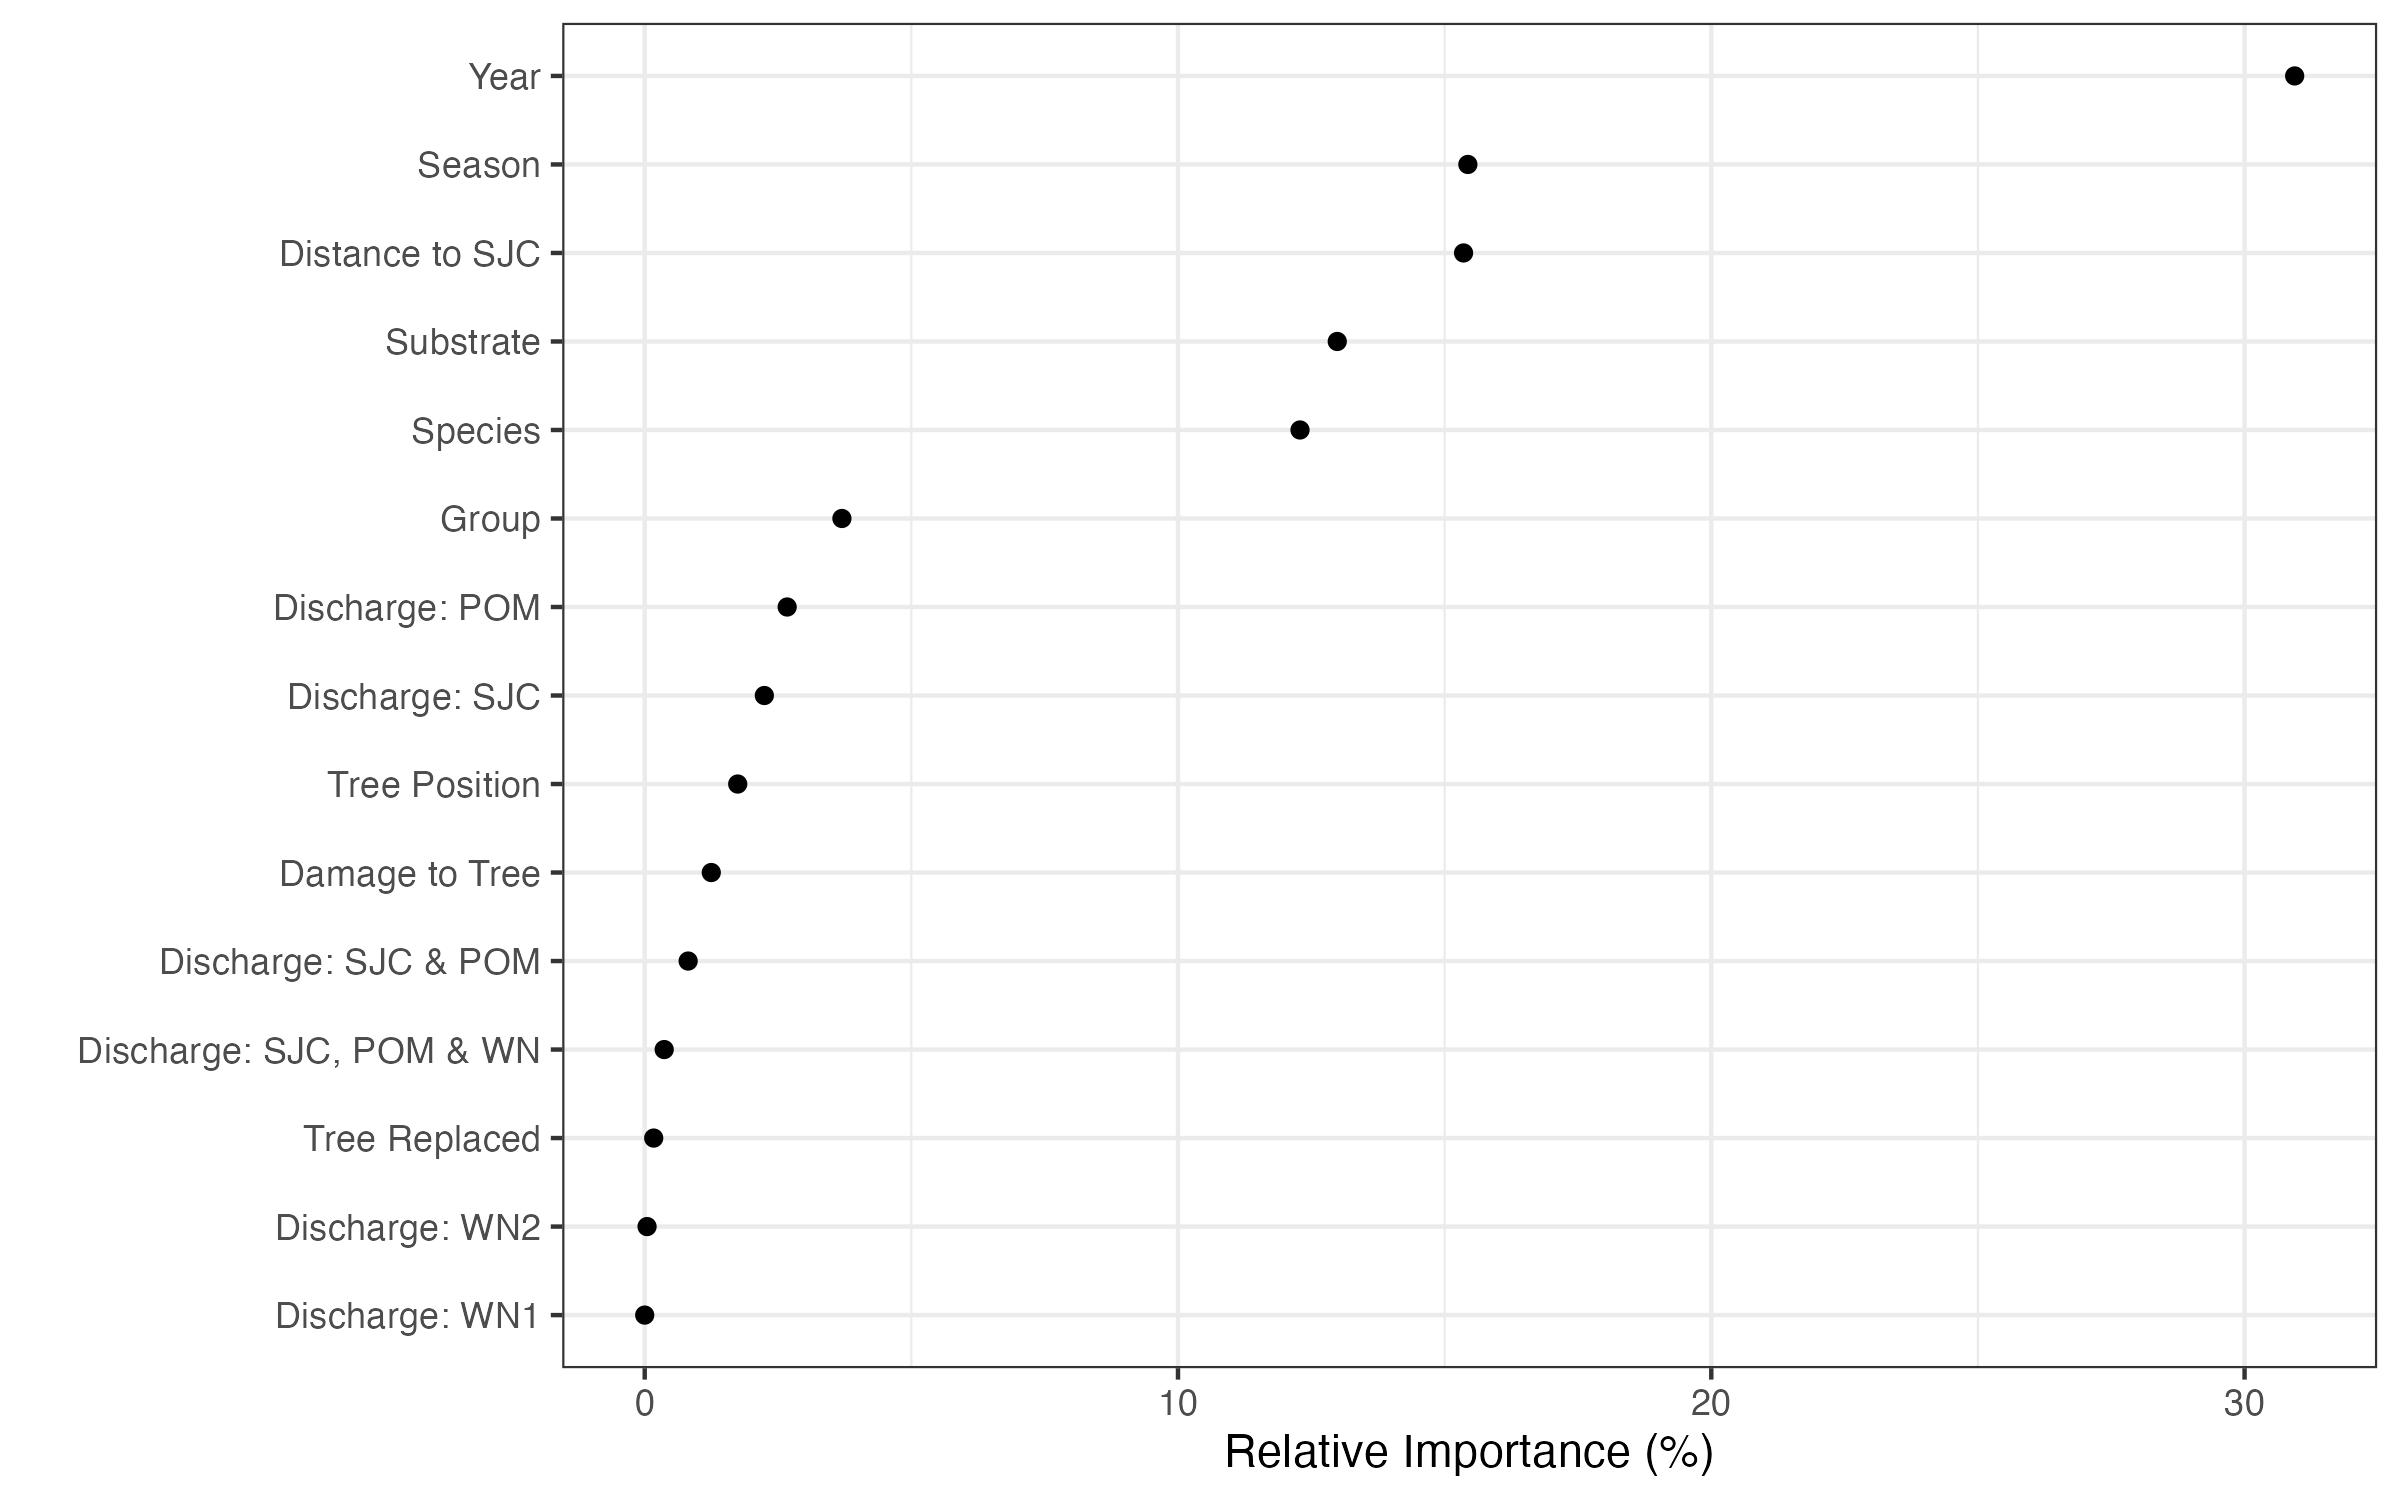 Year
Season
Distance to SJC
Substrate
Species
Group
Discharge: POM
Discharge: SJC
Tree Position
Damage to Tree
Discharge: SJC & POM
Discharge: SJC, POM & WN
Tree Replaced
Discharge: WN2
Discharge: WN1
0 10 20 30
Relative Importance (%)